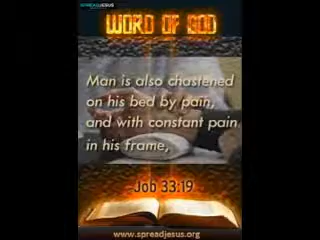 SPREADJESUS
WORD OF GOD
Man is also chastened
on his bed by pain,
and with constant pain
in his frame,
Job 33:19
www.spreadjesus.org